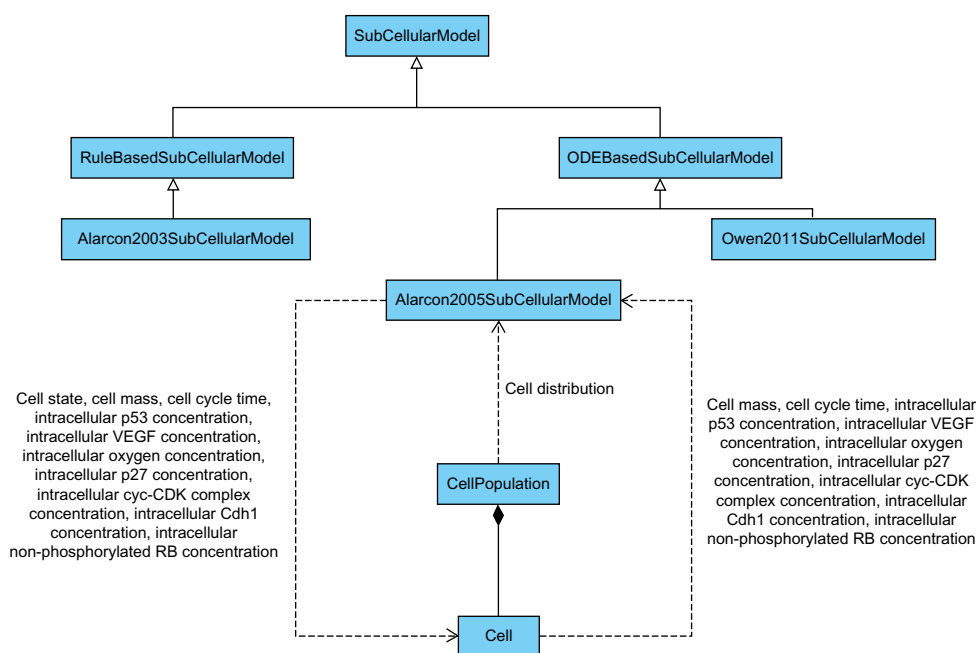 SubCellularModel
RuleBasedSubCellularModel
ODEBasedSubCellularModel
Alarcon2003SubCellularModel
Owen2011SubCellularModel
Alarcon2005SubCellularModel
Cell state, cell mass, cell cycle time,
intracellular p53 concentration,
intracellular VEGF concentration,
intracellular oxygen concentration,
intracellular p27 concentration,
intracellular cyc-CDK complex
concentration, intracellular Cdh1
concentration, intracellular
non-phosphorylated RB concentration
Cell distribution
Cell mass, cell cycle time, intracellular
p53 concentration, intracellular VEGF
concentration, intracellular oxygen
concentration, intracellular p27
concentration, intracellular cyc-CDK
complex concentration, intracellular
Cdh1 concentration, intracellular
non-phosphorylated RB concentration
CellPopulation
Cell